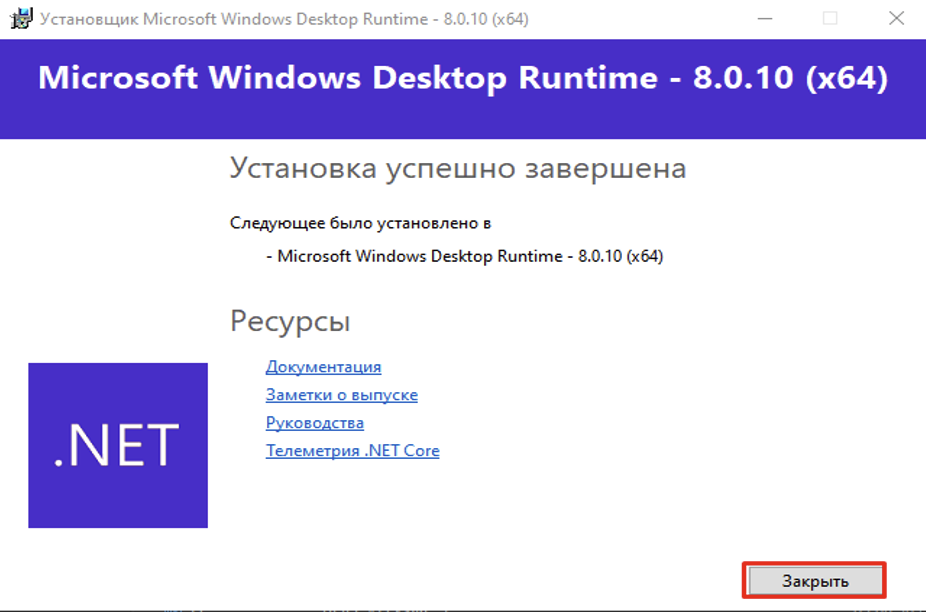 Установщик Microsoft Windows Desktop Runtime - 8.0.10 (x64)
Microsoft Windows Desktop Runtime - 8.0.10 (x64)
Установка успешно завершена
Следующее было установлено в
- Microsoft Windows Desktop Runtime - 8.0.10 (x64)
Ресурсы
Документация
Заметки о выпуске
Руководства
Телеметрия .NET Core
.NET
Закрыть